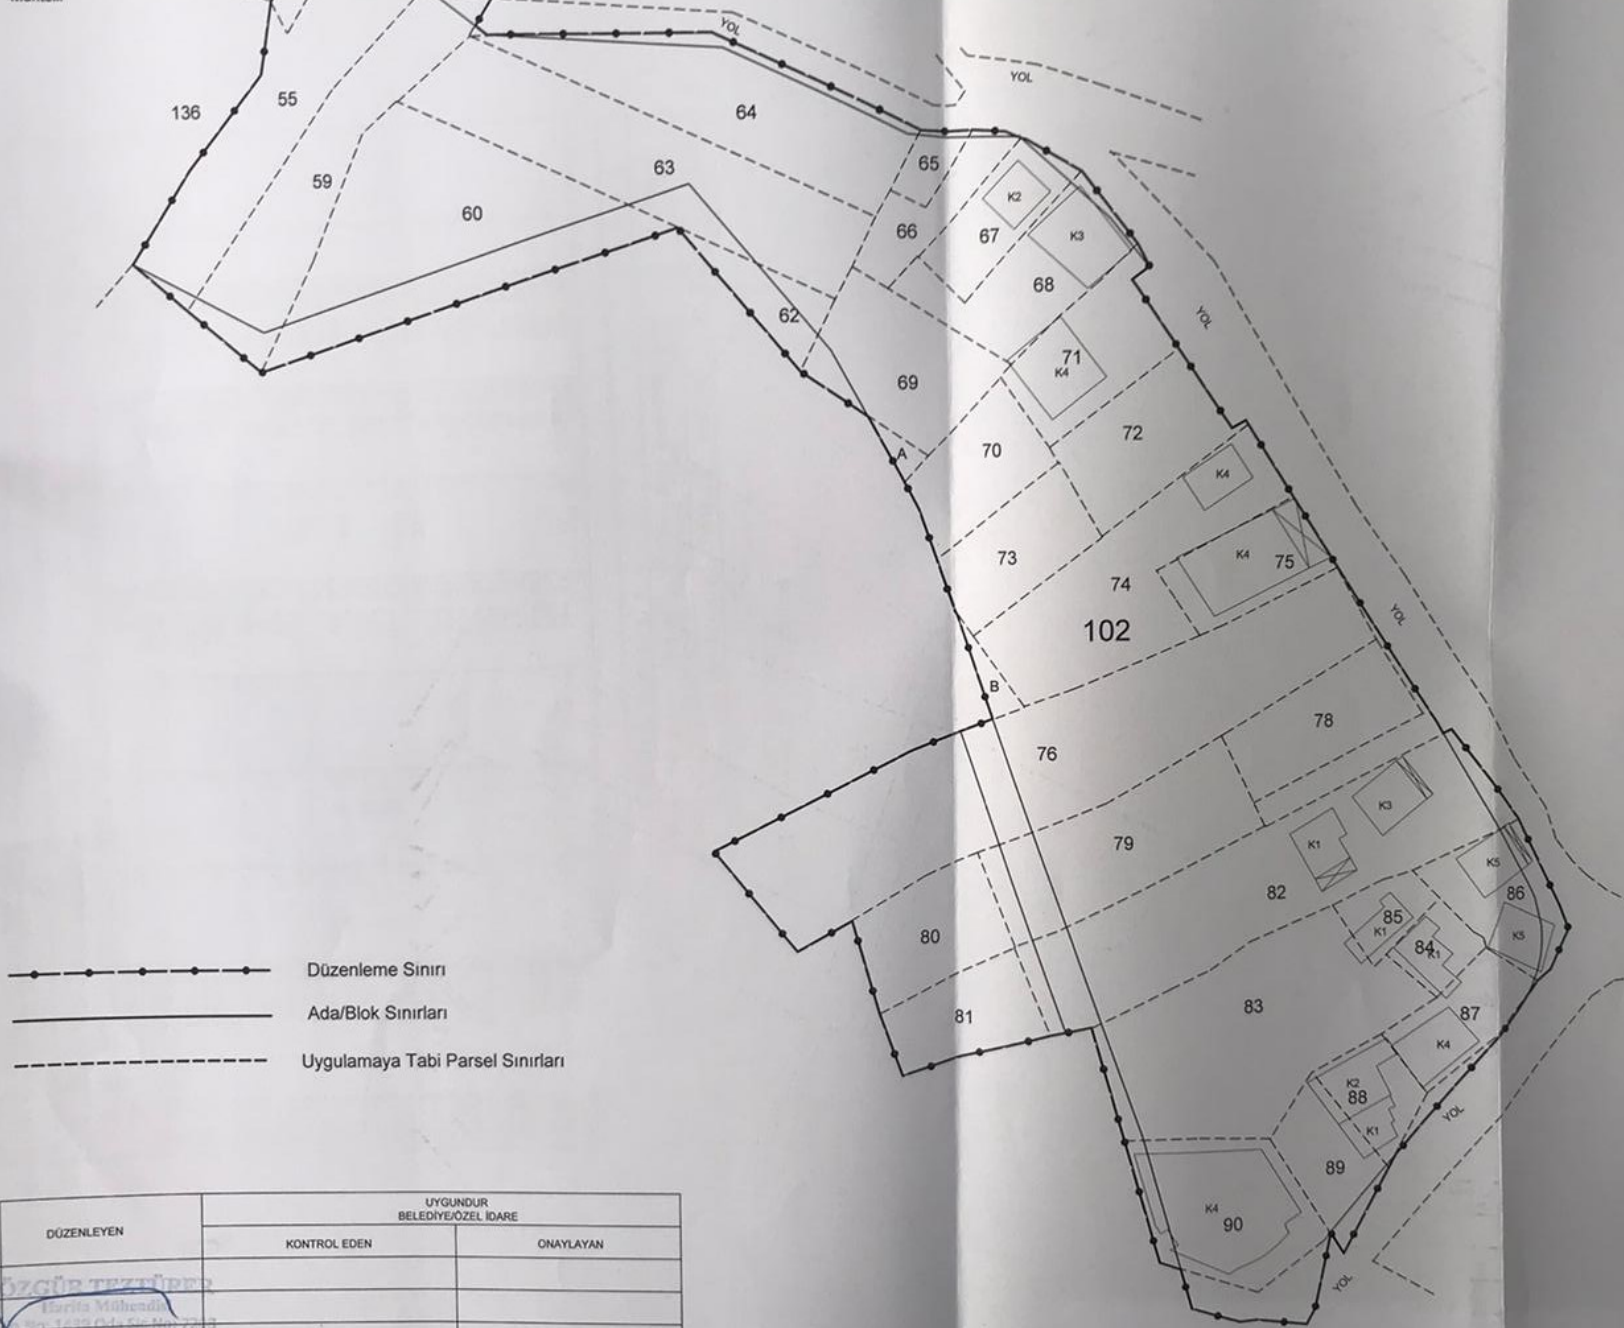 YOL
YOL
136
55
64
63
65
59
60
K2
66
67
K3
68
62
YOL
71
K4
69
72
70
A
K4
73
K4
75
74
102
YOL
B
78
76
K3
79
K1
K5
82
86
85
K1
84
K1
K5
80
83
81
87
K4
K2
88
YOL
K1
89
K4
90
YOL
Düzenleme Sınırı
Ada/Blok Sınırları
Uygulamaya Tabi Parsel Sınırları
DÜZENLEYEN
UYGUNDUR
BELEDİYE/ÖZEL İDARE
KONTROL EDEN
ONAYLAYAN
ÖZGÜR TEZTÜRER
Harita Mühendisi